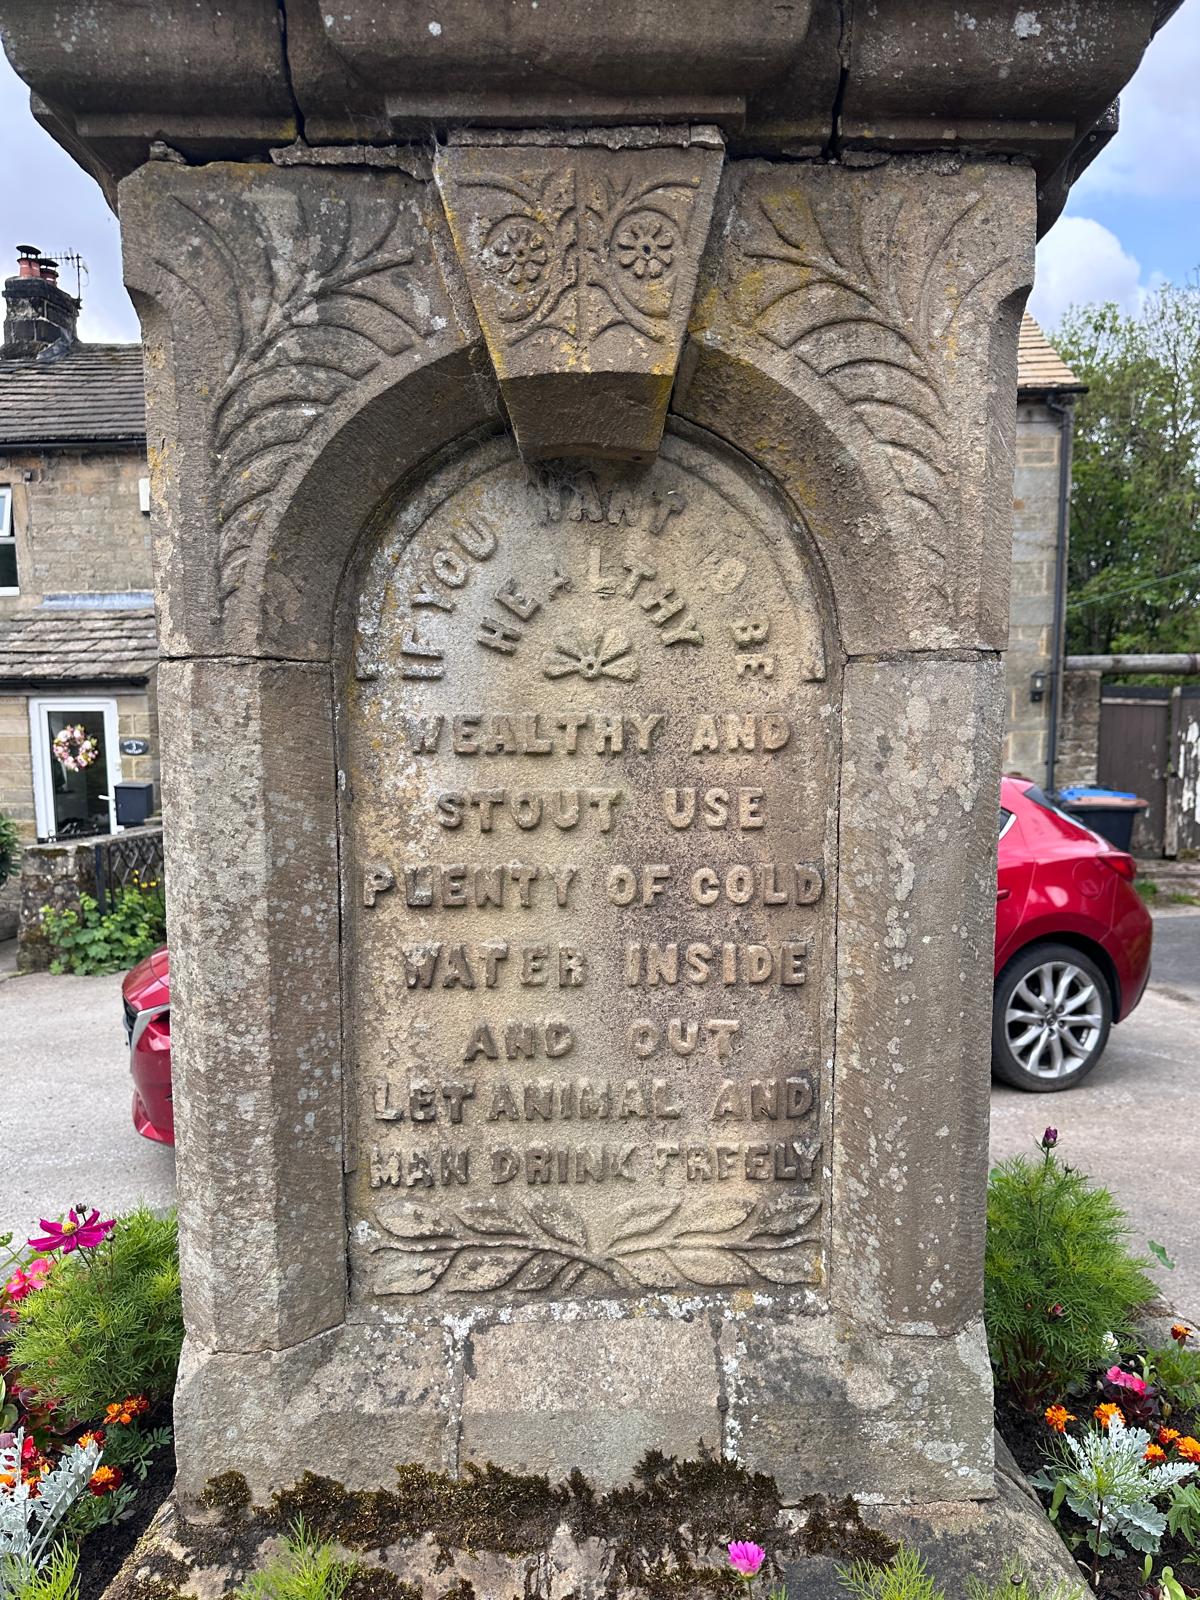 IF YOU WANT TO BE
HEALTHY
WEALTHY AND
STOUT USE
PLENTY OF COLD
WATER INSIDE
AND OUT
LET ANIMAL AND
MAN DRINK FREELY